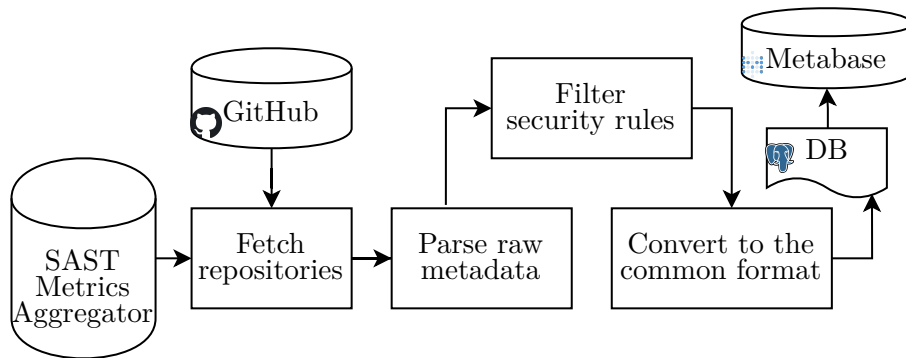 SAST
Metrics
Aggregator
GitHub
Fetch
repositories
Parse raw
metadata
Filter
security rules
Convert to the
common format
DB
Metabase